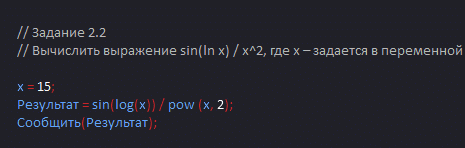 // Задание 2.2
// Вычислить выражение sin(ln x) / x^2, где x – задается в переменной
x = 15;
Результат = sin(log(x)) / pow (x, 2);
Сообщить(Результат);